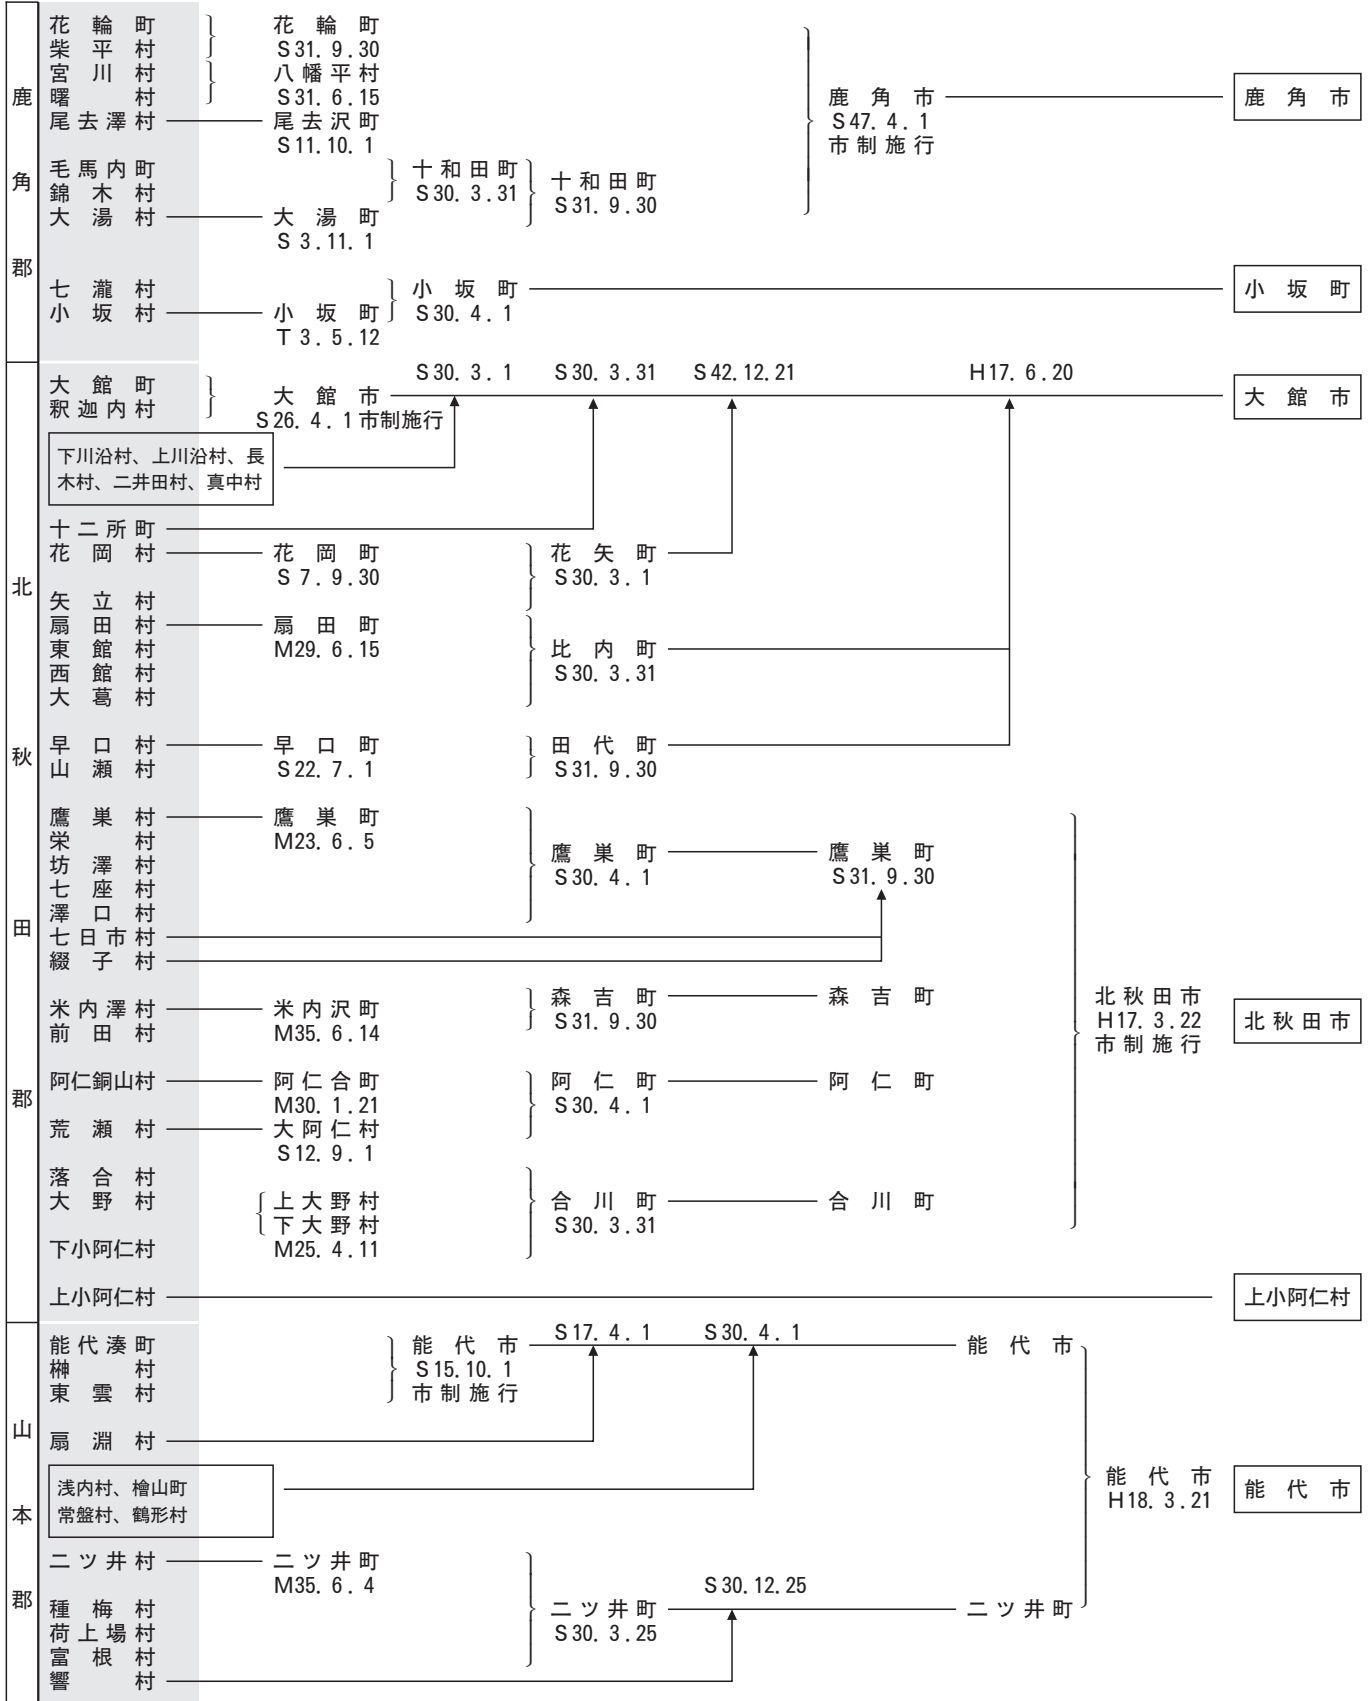 鹿角郡
花輪町
花輪町
柴平村
S31. 9.30
宮川村
八幡平村
曙村
S31. 6.15
鹿角市
鹿角市
尾去澤村
尾去沢町
S47. 4. 1
S11.10. 1
市制施行
毛馬内町
十和田町
十和田町
錦木村
S30. 3.31
S31. 9.30
大湯村
大湯町
S 3.11. 1
七瀧村
小坂町
小坂町
小坂村
小坂町
S30. 4. 1
T 3. 5.12
北秋田郡
S30. 3. 1
S30. 3.31
S42.12.21
H17. 6.20
大館町
大館市
大館市
釈迦内村
S26. 4. 1 市制施行
下川沿村、上川沿村、長
木村、二井田村、真中村
十二所町
花岡村
花岡町
花矢町
S 7. 9.30
S30. 3. 1
矢立村
扇田村
扇田町
東館村
M29. 6.15
比内町
西館村
S30. 3.31
大葛村
早口村
早口町
田代町
山瀬村
S22. 7. 1
S31. 9.30
鷹巣村
鷹巣町
栄村
M23. 6. 5
鷹巣町
鷹巣町
坊澤村
S30. 4. 1
S31. 9.30
七座村
澤口村
七日市村
綴子村
米内澤村
米内沢町
森吉町
森吉町
北秋田市
北秋田市
前田村
M35. 6.14
S31. 9.30
H17. 3.22
市制施行
阿仁銅山村
阿仁合町
阿仁町
阿仁町
M30. 1.21
S30. 4. 1
荒瀬村
大阿仁村
S12. 9. 1
落合村
大野村
上大野村
合川町
合川町
下大野村
S30. 3.31
下小阿仁村
M25. 4.11
上小阿仁村
上小阿仁村
山本郡
S17. 4. 1
S30. 4. 1
能代湊町
能代市
能代市
榊村
S15.10. 1
東雲村
市制施行
扇淵村
浅内村、檜山町
常盤村、鶴形村
能代市
能代市
H18. 3.21
二ツ井村
二ツ井町
M35. 6. 4
S30.12.25
種梅村
二ツ井町
二ツ井町
荷上場村
S30. 3.25
富根村
響村